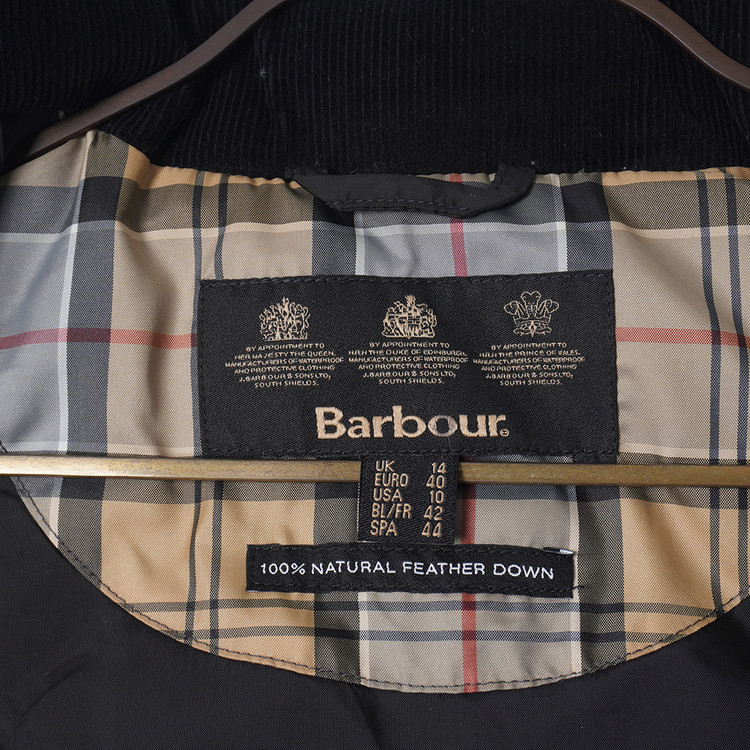 BY APPOINTMENT TO
HER MAJESTY THE QUEEN,
MANUFACTURERS OF WATERPROOF
AND PROTECTIVE CLOTHING
J.BARBOUR & SONS LTD,
SOUTH SHIELDS.
BY APPOINTMENT TO
H.R.H THE DUKE OF EDINBURGH,
MANUFACTURERS OF WATERPROOF
AND PROTECTIVE CLOTHING
J.BARBOUR & SONS LTD,
SOUTH SHIELDS.
BY APPOINTMENT TO
H.R.H THE PRINCE OF WALES,
MANUFACTURERS OF WATERPROOF
AND PROTECTIVE CLOTHING
J.BARBOUR & SONS LTD,
SOUTH SHIELDS.
Barbour
UK 14
EURO 40
USA 10
BL/FR 42
SPA 44
100% NATURAL FEATHER DOWN